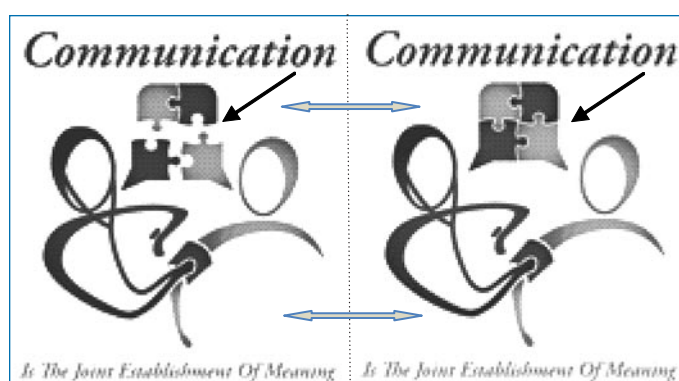 Communication
Is The Joint Establishment Of Meaning
Communication
Is The Joint Establishment Of Meaning